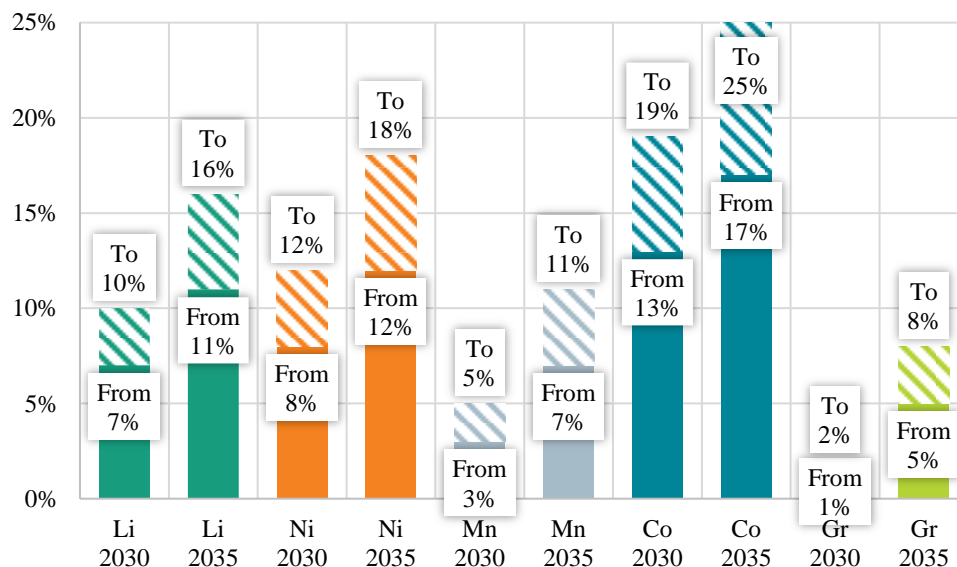 25%
20%
15%
10%
5%
0%
To
10%
From
7%
To
16%
From
11%
To
12%
From
8%
To
18%
From
12%
To
5%
From
3%
To
11%
From
7%
To
19%
From
13%
To
25%
From
17%
To
2%
From
1%
To
8%
From
5%
Li
2030
Li
2035
Ni
2030
Ni
2035
Mn
2030
Mn
2035
Co
2030
Co
2035
Gr
2030
Gr
2035